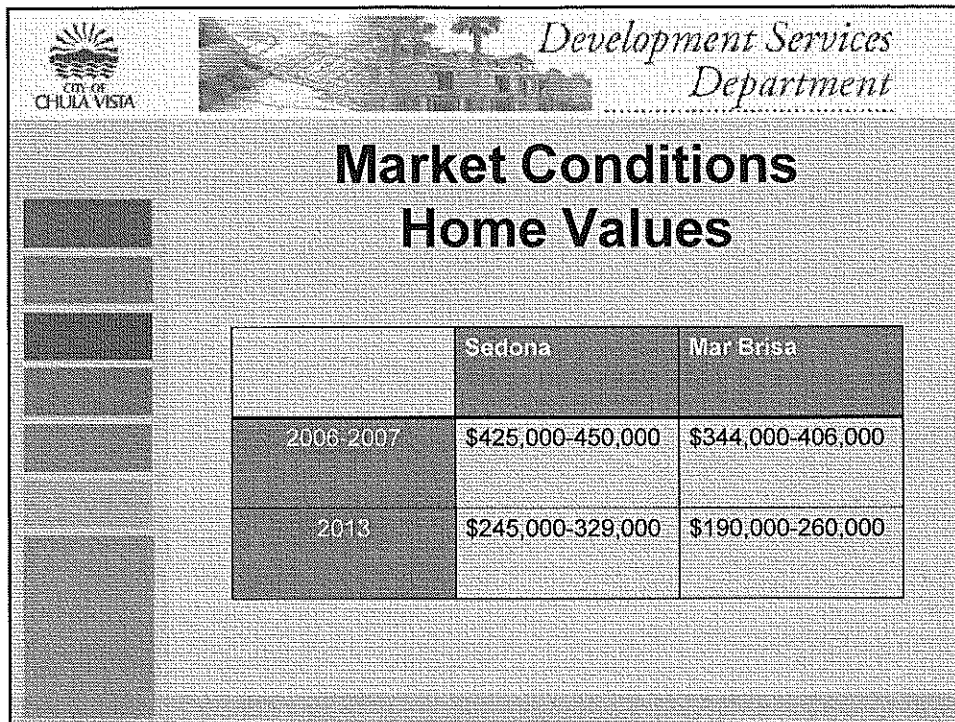 CITY OF
CHULA VISTA
Development Services
Department
Market Conditions
Home Values
Sedona Mar Brisa
2006-2007 $425,000-450,000 $344,000-406,000
2013 $245,000-329,000 $190,000-260,000